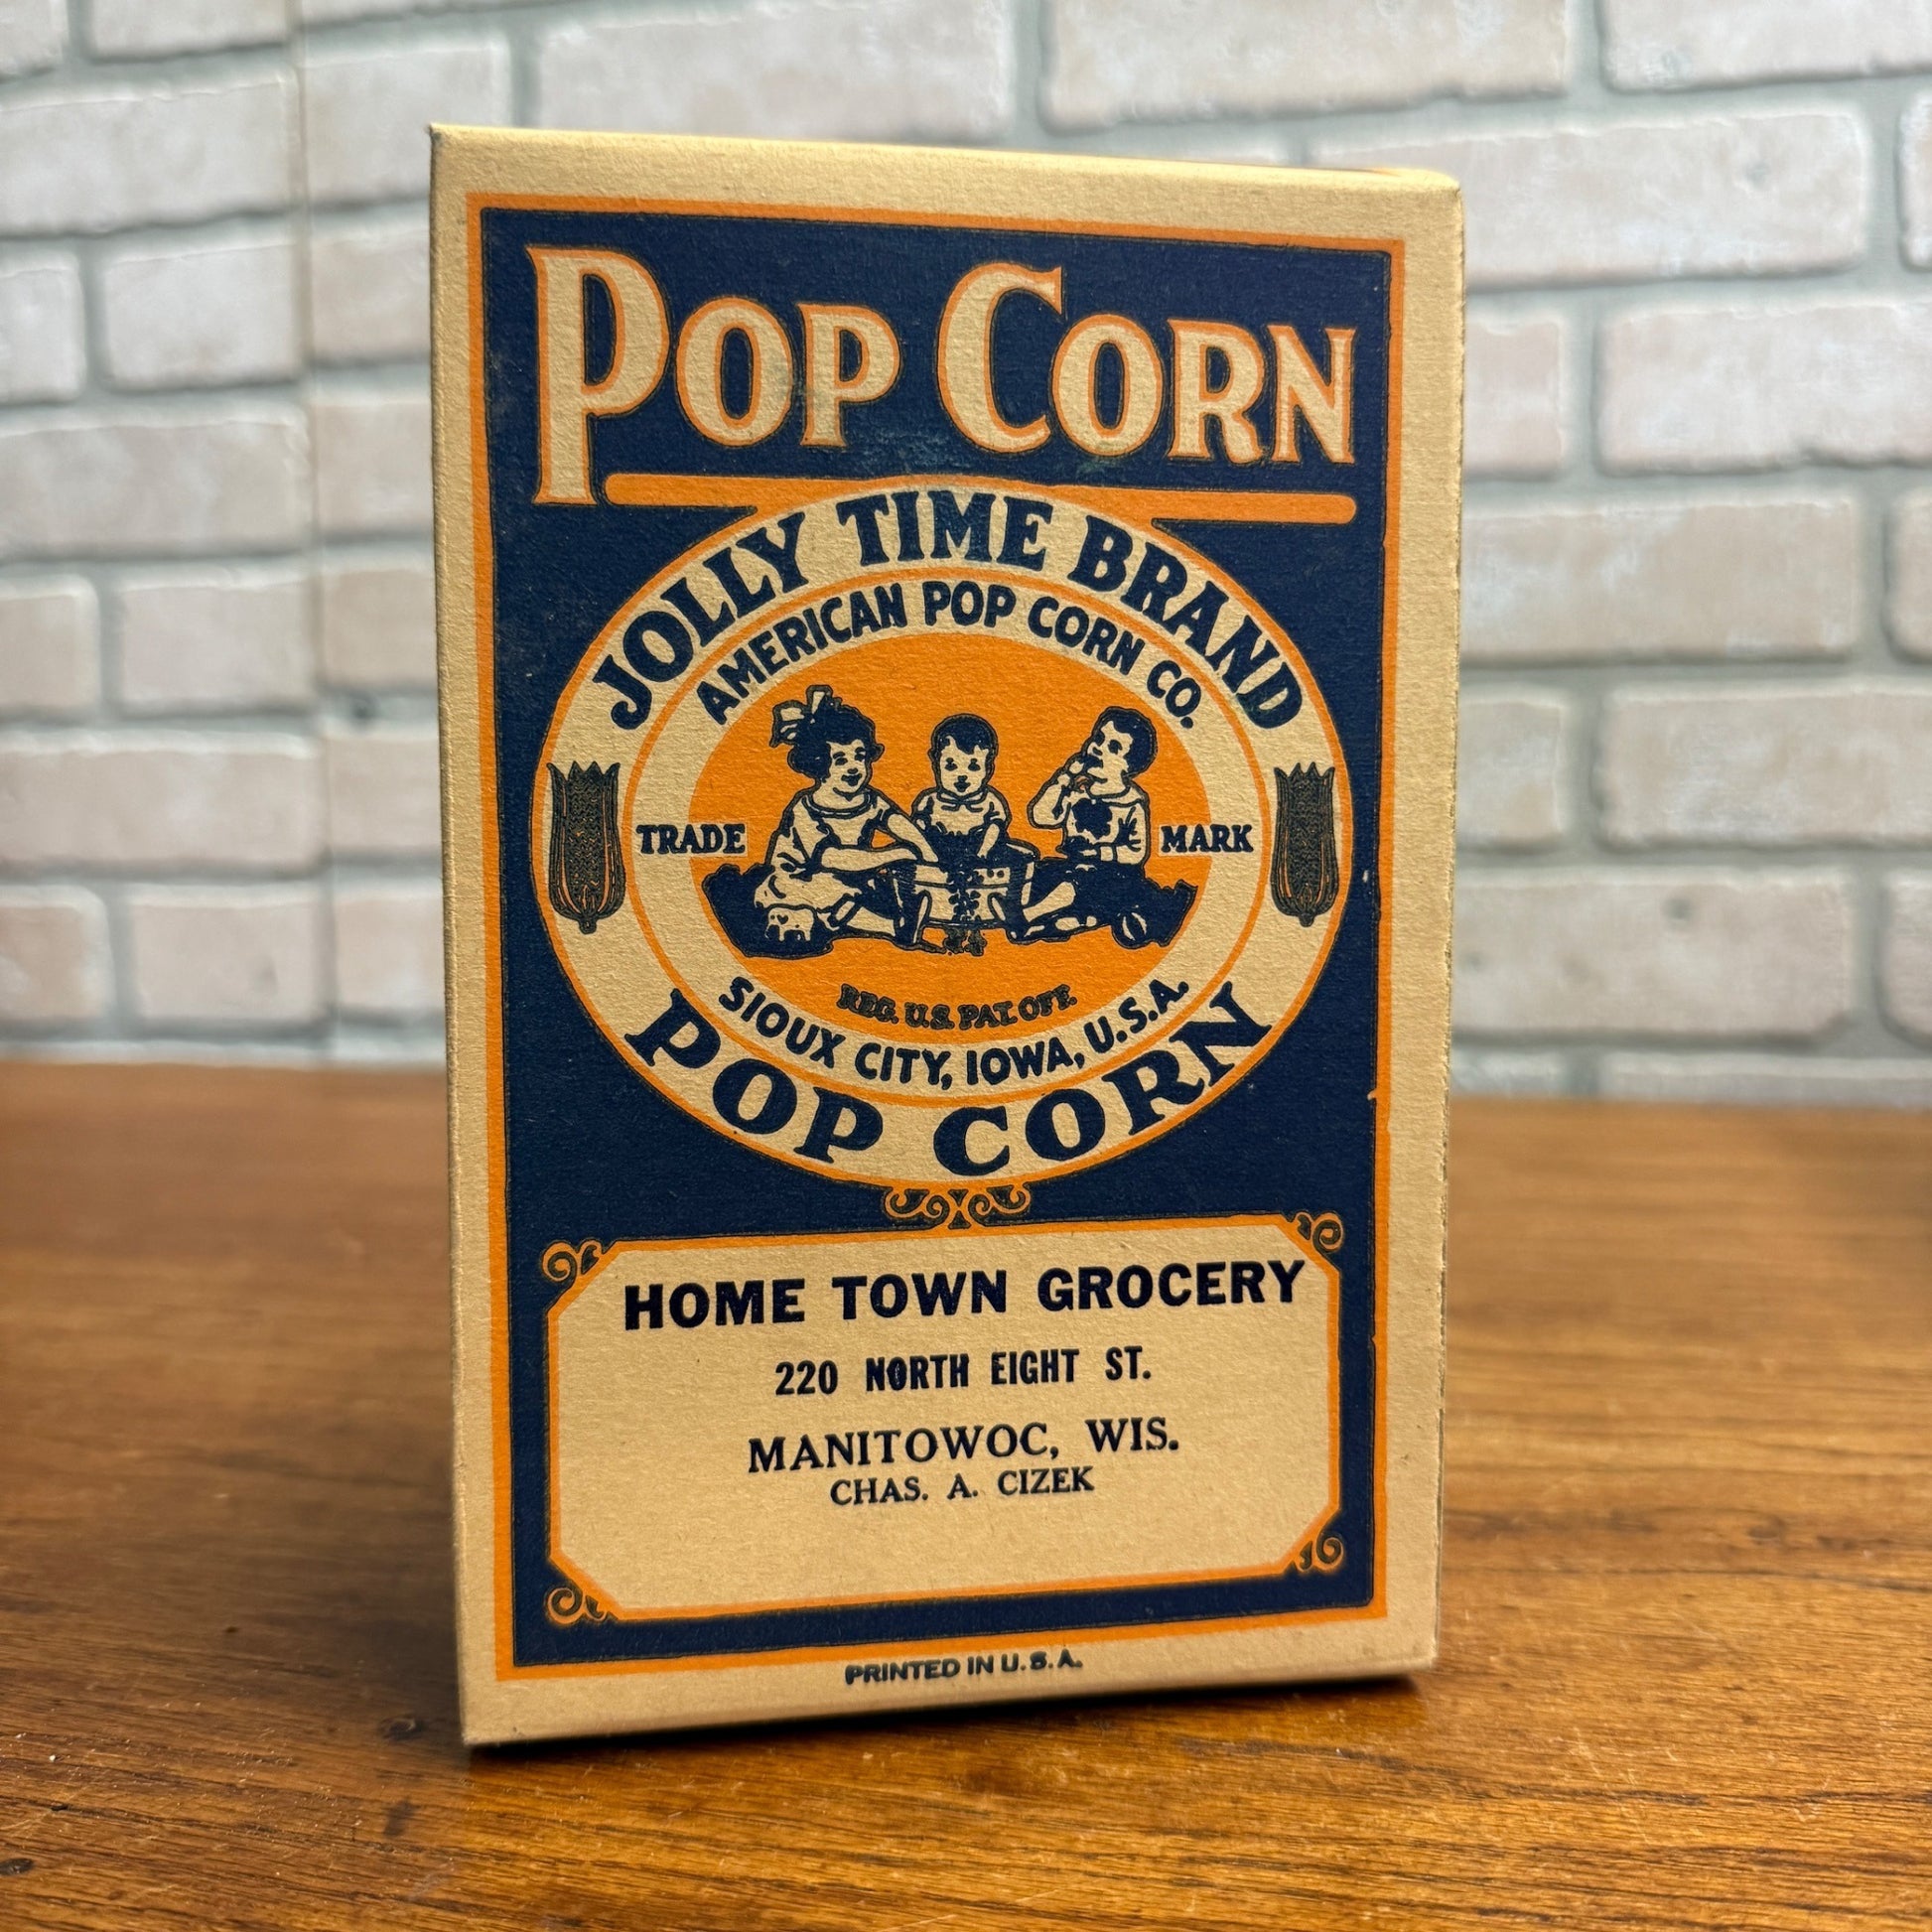 POP CORN
JOLLY TIME BRAND
AMERICAN POP CORN CO.
TRADE MARK
REG. U.S. PAT. OFF.
SIOUX CITY, IOWA, U.S.A.
POP CORN
HOME TOWN GROCERY
220 NORTH EIGHT ST.
MANITOWOC, WIS.
CHAS. A. CIZEK
PRINTED IN U.S.A.